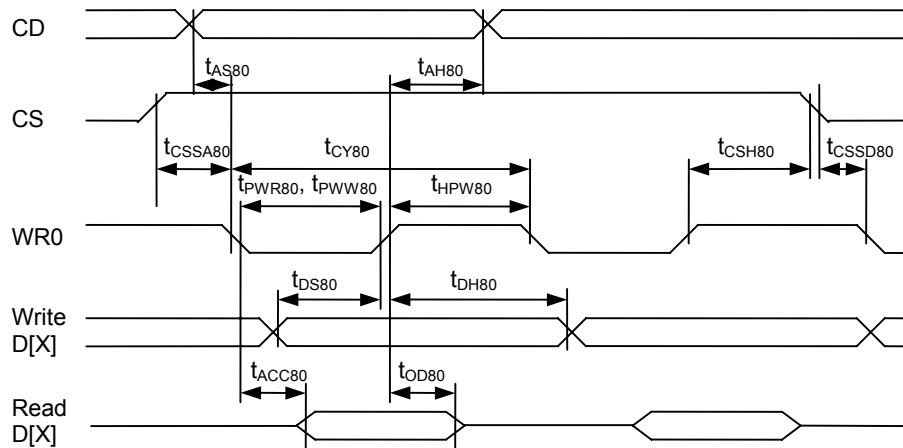 CD
tAS80
tAH80
CS
tCSSA80
tCY80
tCSH80
tCSSD80
tPWR80, tPWW80
tHPW80
WR0
tDS80
tDH80
Write
D[X]
tACC80
tOD80
Read
D[X]